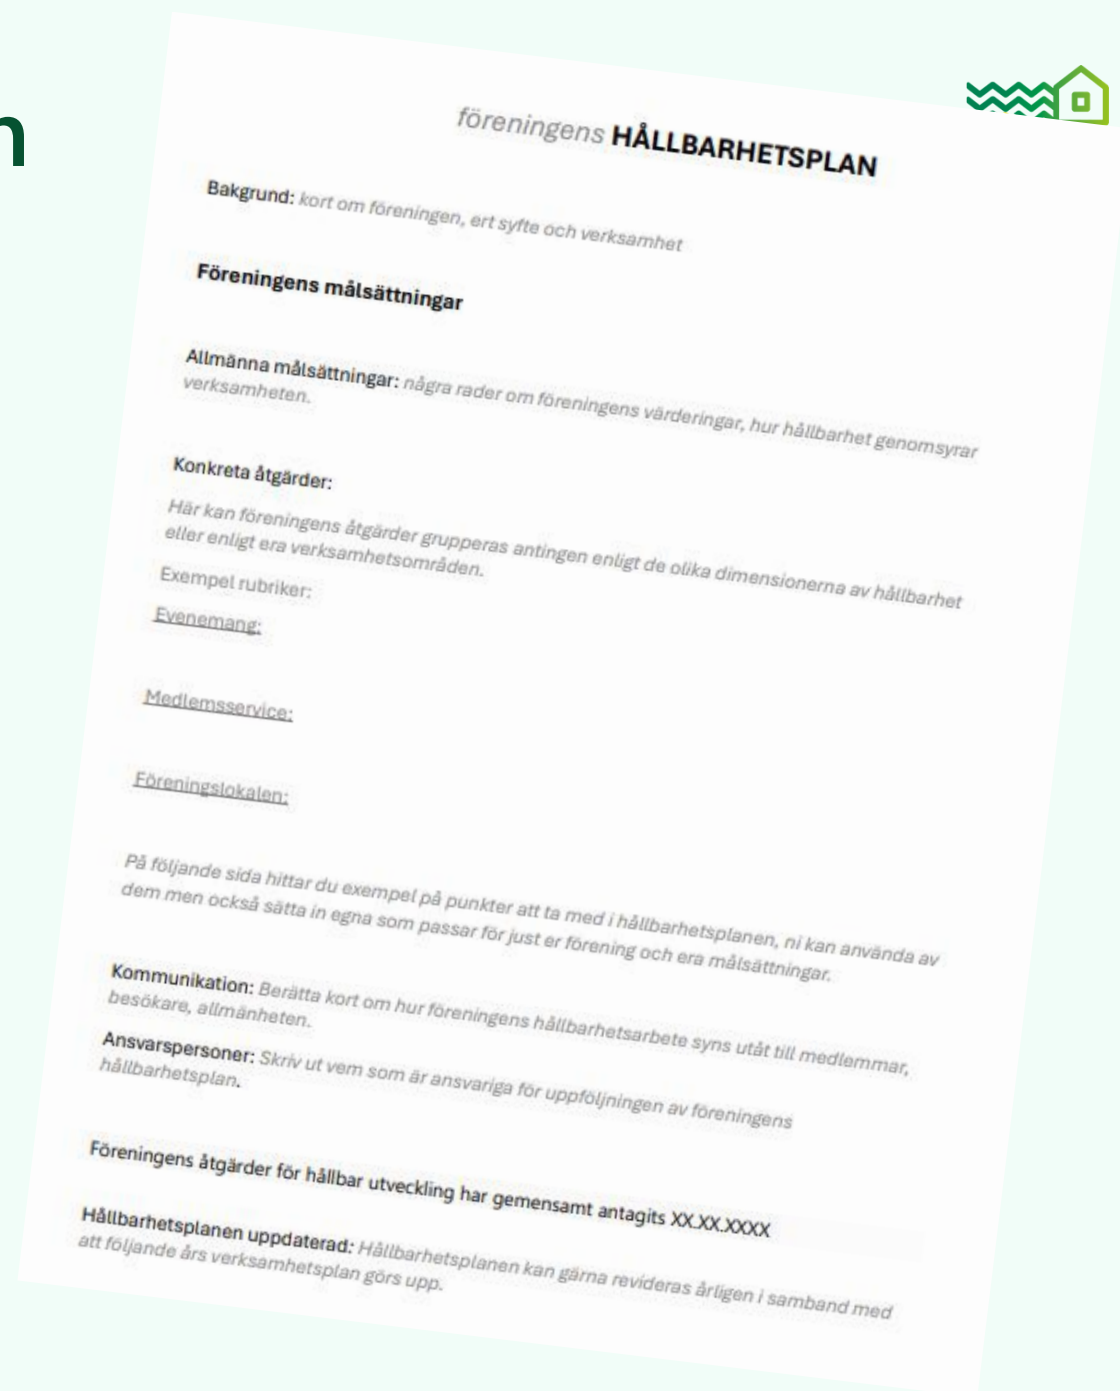 n
föreningens HÅLLBARHETSPLAN
Bakgrund: kort om föreningen, ert syfte och verksamhet
Föreningens målsättningar
Allmänna målsättningar: några rader om föreningens värderingar, hur hållbarhet genomsyrar
verksamheten.
Konkreta åtgärder:
Här kan föreningens åtgärder grupperas antingen enligt de olika dimensionerna av hållbarhet
eller enligt era verksamhetsområden.
Exempel rubriker:
Evenemang:
Medlemsservice:
Föreningslokalen:
På följande sida hittar du exempel på punkter att ta med i hållbarhetsplanen, ni kan använda av
dem men också sätta in egna som passar för just er förening och era målsättningar.
Kommunikation: Berätta kort om hur föreningens hållbarhetsarbete syns utåt till medlemmar,
besökare, allmänheten.
Ansvarspersoner: Skriv ut vem som är ansvariga för uppföljningen av föreningens
hållbarhetsplan.
Föreningens åtgärder för hållbar utveckling har gemensamt antagits XX.XX.XXXX
Hållbarhetsplanen uppdaterad: Hållbarhetsplanen kan gärna revideras årligen i samband med
att följande års verksamhetsplan görs upp.